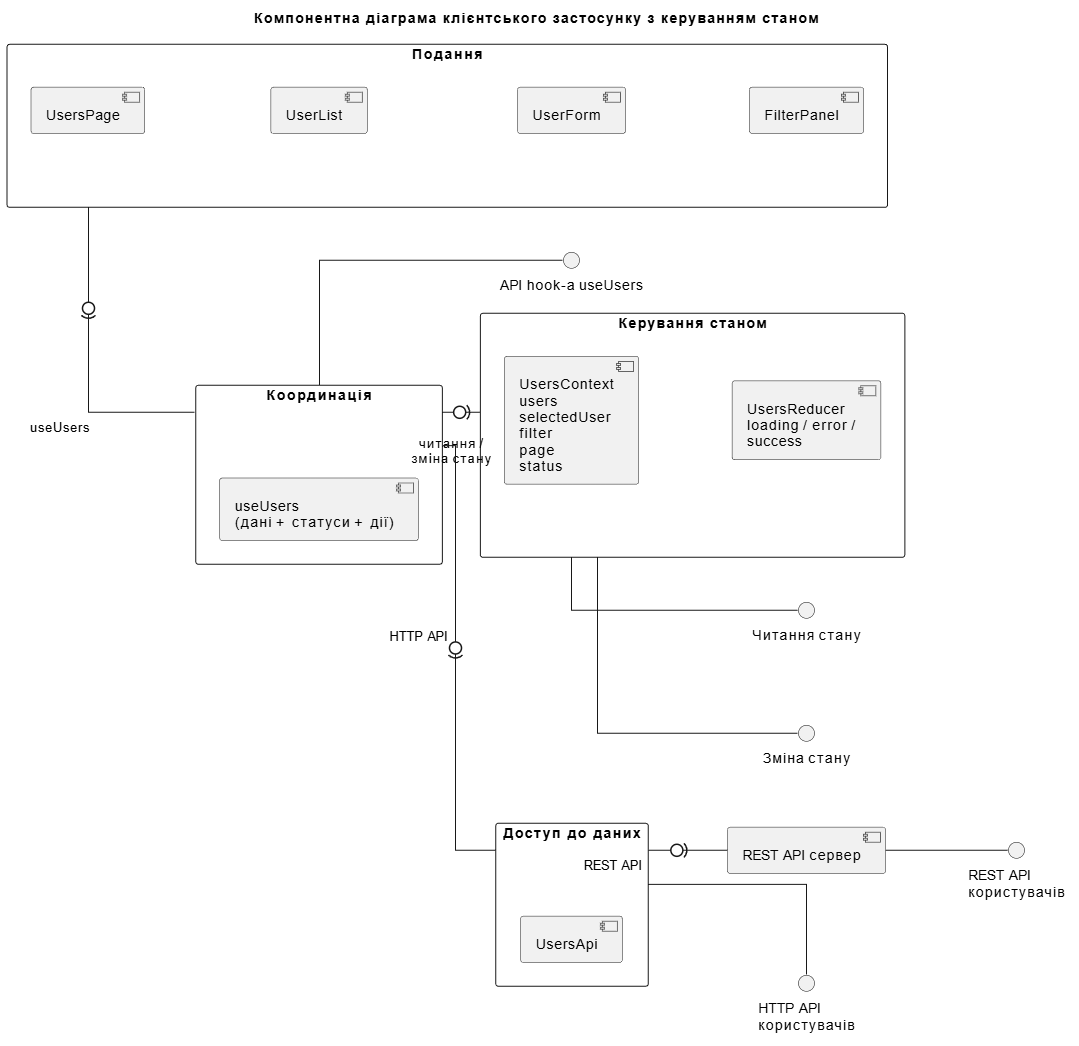 Компонентна діаграма клієнтського застосунку з керуванням станом
Подання
UsersPage
UserList
UserForm
FilterPanel
API hook-а useUsers
Керування станом
UsersContext
users
selectedUser
filter
page
status
UsersReducer
loading / error /
success
Координація
useUsers
читання /
зміна стану
useUsers
(дані + статуси + дії)
Читання стану
HTTP API
Зміна стану
Доступ до даних
REST API
REST API сервер
REST API
користувачів
UsersApi
HTTP API
користувачів